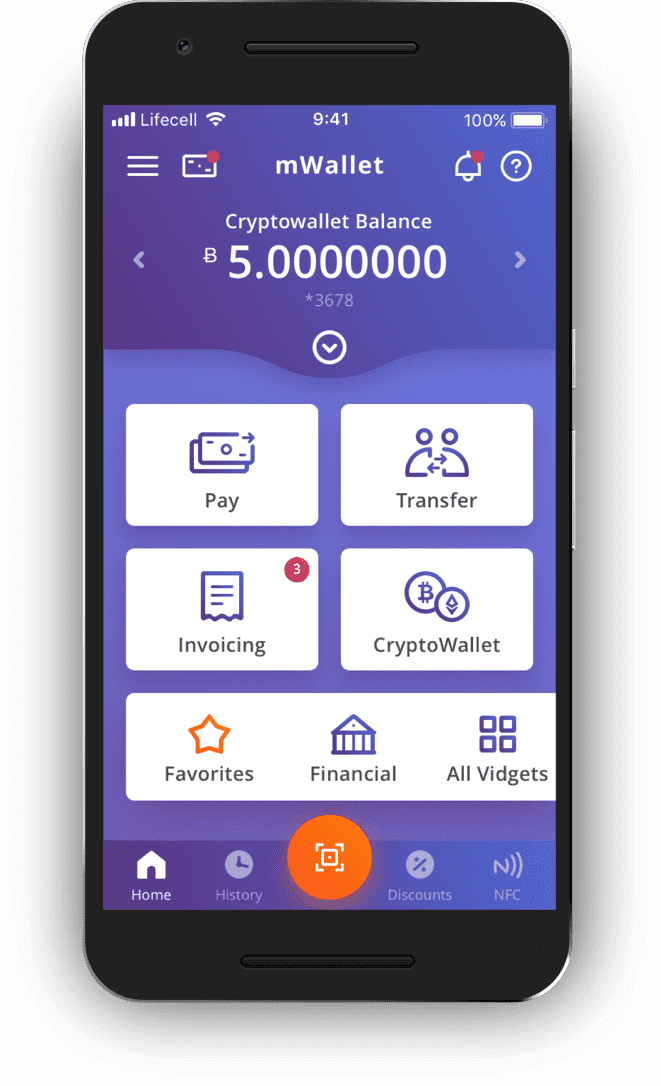 Lifecell 9:41 100%
mWallet
Cryptowallet Balance
Ƀ 5.0000000
*3678
Pay Transfer
3
Invoicing CryptoWallet
Favorites Financial All Vidgets
Home History Discounts NFC